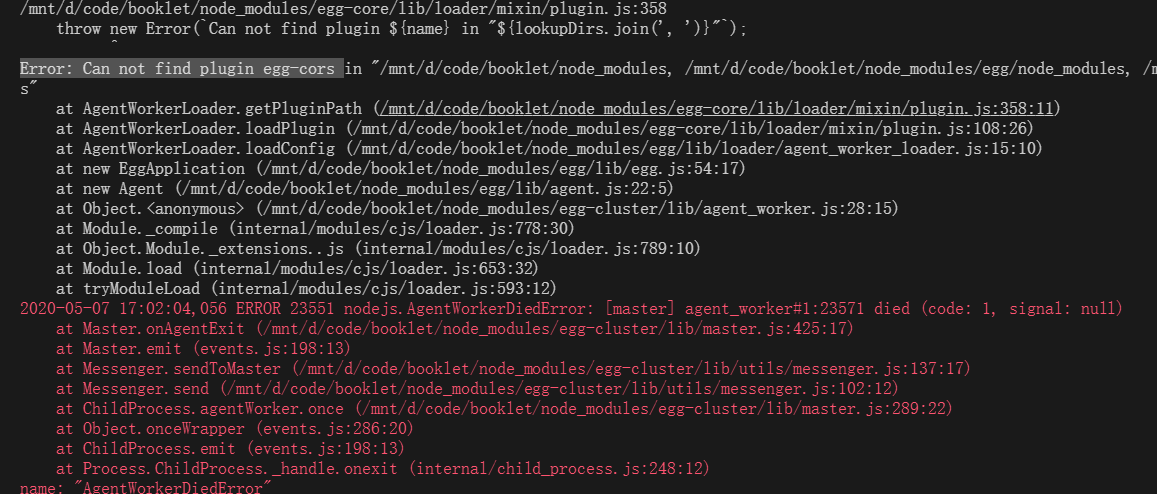 /mnt/d/code/booklet/node_modules/egg-core/lib/loader/mixin/plugin.js:358
throw new Error(`Can not find plugin ${name} in "${lookupDirs.join(', ')}"`);
^
Error: Can not find plugin egg-cors in "/mnt/d/code/booklet/node_modules, /mnt/d/code/booklet/node_modules/egg/node_modules, /m
s"
at AgentWorkerLoader.getPluginPath (/mnt/d/code/booklet/node_modules/egg-core/lib/loader/mixin/plugin.js:358:11)
at AgentWorkerLoader.loadPlugin (/mnt/d/code/booklet/node_modules/egg-core/lib/loader/mixin/plugin.js:108:26)
at AgentWorkerLoader.loadConfig (/mnt/d/code/booklet/node_modules/egg/lib/loader/agent_worker_loader.js:15:10)
at new EggApplication (/mnt/d/code/booklet/node_modules/egg/lib/egg.js:54:17)
at new Agent (/mnt/d/code/booklet/node_modules/egg/lib/agent.js:22:5)
at Object.<anonymous> (/mnt/d/code/booklet/node_modules/egg-cluster/lib/agent_worker.js:28:15)
at Module._compile (internal/modules/cjs/loader.js:778:30)
at Object.Module._extensions..js (internal/modules/cjs/loader.js:789:10)
at Module.load (internal/modules/cjs/loader.js:653:32)
at tryModuleLoad (internal/modules/cjs/loader.js:593:12)
2020-05-07 17:02:04,056 ERROR 23551 nodejs.AgentWorkerDiedError: [master] agent_worker#1:23571 died (code: 1, signal: null)
at Master.onAgentExit (/mnt/d/code/booklet/node_modules/egg-cluster/lib/master.js:425:17)
at Master.emit (events.js:198:13)
at Messenger.sendToMaster (/mnt/d/code/booklet/node_modules/egg-cluster/lib/utils/messenger.js:137:17)
at Messenger.send (/mnt/d/code/booklet/node_modules/egg-cluster/lib/utils/messenger.js:102:12)
at ChildProcess.agentWorker.once (/mnt/d/code/booklet/node_modules/egg-cluster/lib/master.js:289:22)
at Object.onceWrapper (events.js:286:20)
at ChildProcess.emit (events.js:198:13)
at Process.ChildProcess._handle.onexit (internal/child_process.js:248:12)
name: "AgentWorkerDiedError"